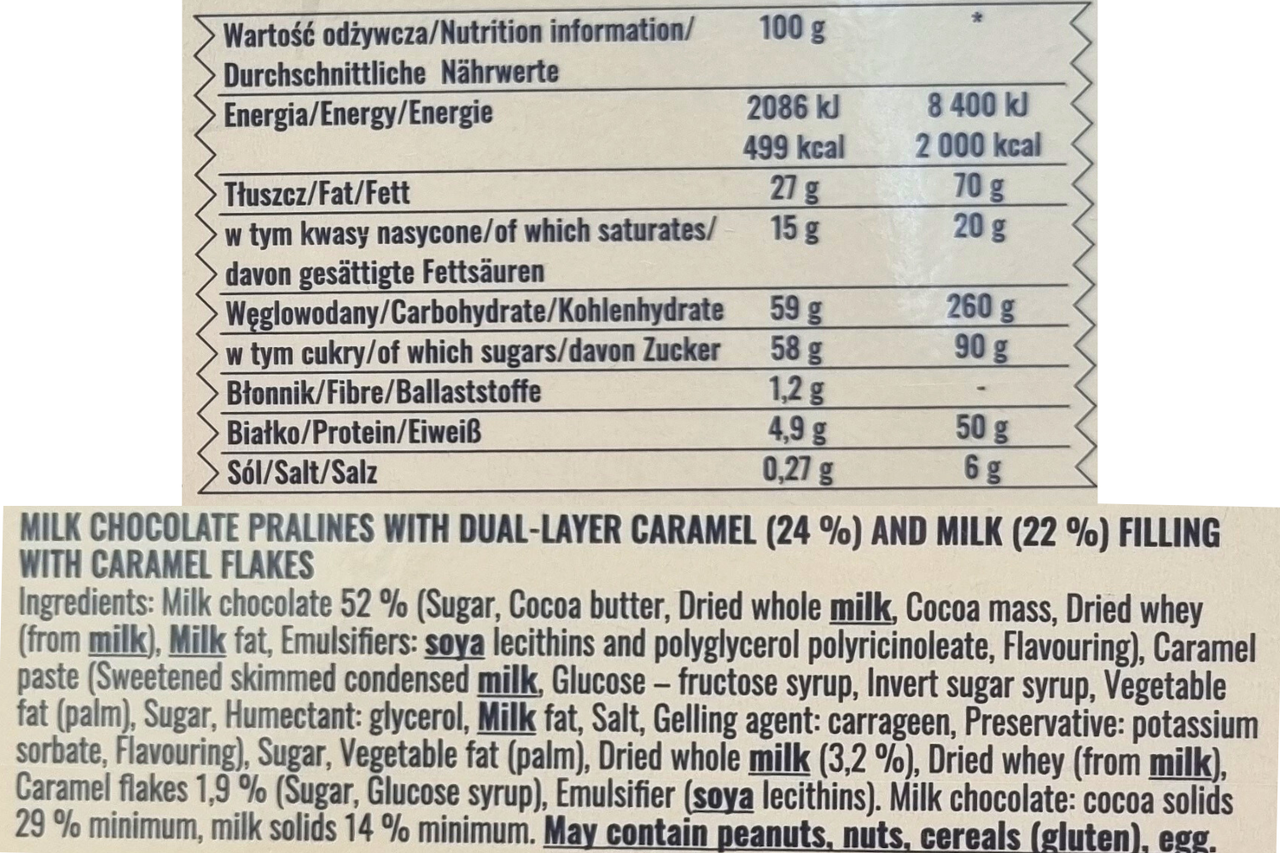 Wartość odżywcza/Nutrition information/ 100 g *
Durchschnittliche Nährwerte
Energia/Energy/Energie 2086 kJ 8 400 kJ
499 kcal 2 000 kcal
Tłuszcz/Fat/Fett 27 g 70 g
w tym kwasy nasycone/of which saturates/ 15 g 20 g
davon gesättigte Fettsäuren
Węglowodany/Carbohydrate/Kohlenhydrate 59 g 260 g
w tym cukry/of which sugars/davon Zucker 58 g 90 g
Błonnik/Fibre/Ballaststoffe 1,2 g -
Białko/Protein/Eiweiß 4,9 g 50 g
Sól/Salt/Salz 0,27 g 6 g
MILK CHOCOLATE PRALINES WITH DUAL-LAYER CARAMEL (24 %) AND MILK (22 %) FILLING
WITH CARAMEL FLAKES
Ingredients: Milk chocolate 52 % (Sugar, Cocoa butter, Dried whole milk, Cocoa mass, Dried whey
(from milk), Milk fat, Emulsifiers: soya lecithins and polyglycerol polyricinoleate, Flavouring), Caramel
paste (Sweetened skimmed condensed milk, Glucose – fructose syrup, Invert sugar syrup, Vegetable
fat (palm), Sugar, Humectant: glycerol, Milk fat, Salt, Gelling agent: carrageen, Preservative: potassium
sorbate, Flavouring), Sugar, Vegetable fat (palm), Dried whole milk (3,2 %), Dried whey (from milk),
Caramel flakes 1,9 % (Sugar, Glucose syrup), Emulsifier (soya lecithins). Milk chocolate: cocoa solids
29 % minimum, milk solids 14 % minimum. May contain peanuts, nuts, cereals (gluten), egg.